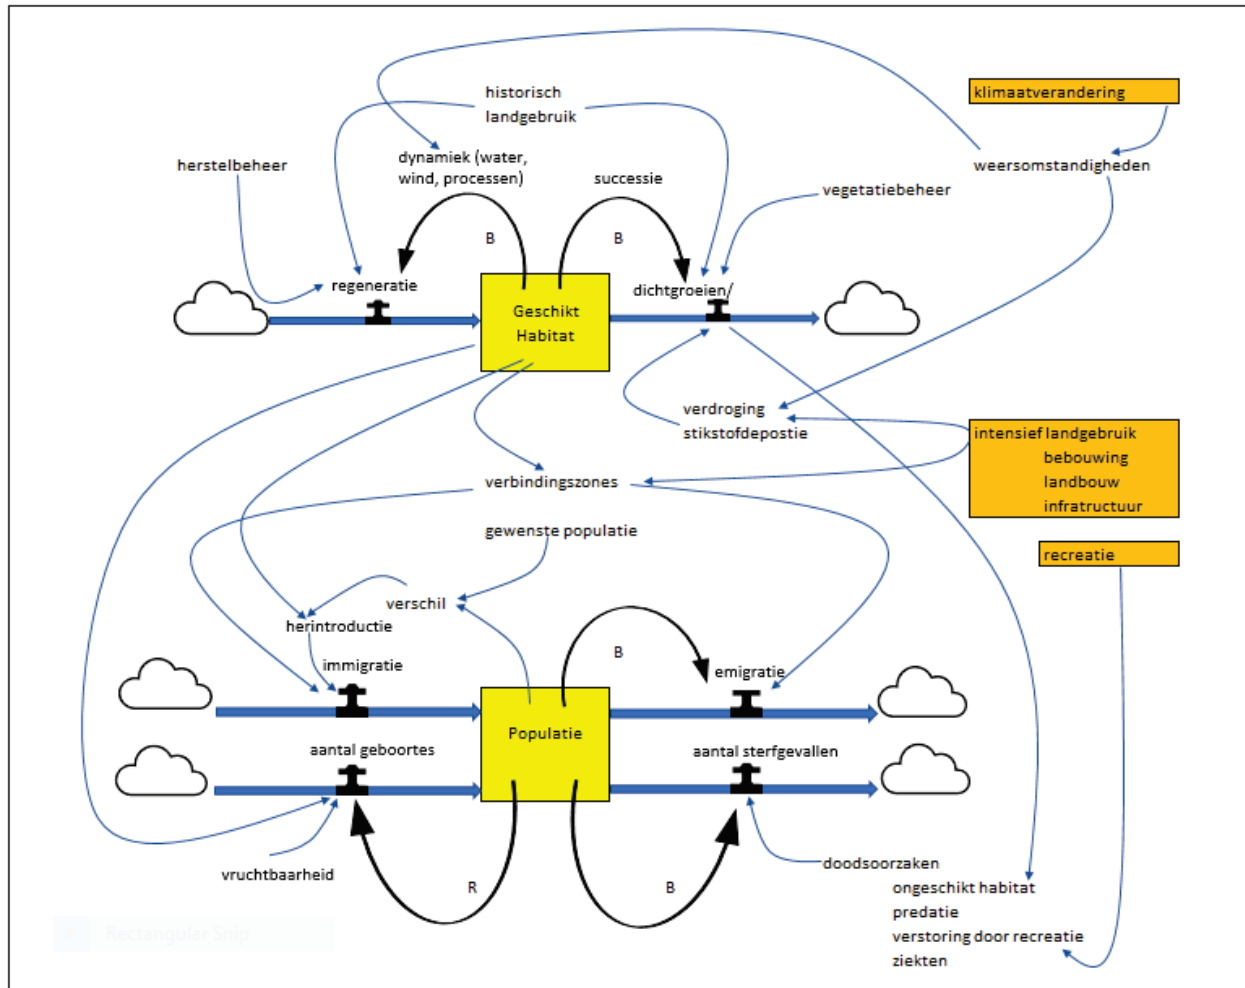 historisch
landgebruik
klimaatverandering
herstelbeheer
dynamiek (water,
wind, processen)
successie
weersomstandigheden
vegetatiebeheer
B
B
regeneratie
dichtgroeien/
Geschikt
Habitat
verdroging
stikstofdepostie
intensief landgebruik
bebouwing
landbouw
infratructuur
verbindingszones
gewenste populatie
recreatie
verschil
herintroductie
immigratie
B
emigratie
Populatie
aantal geboortes
aantal sterfgevallen
vruchtbaarheid
R
B
doodsoorzaken
ongeschikt habitat
predatie
verstoring door recreatie
ziekten
Rectangular Snip